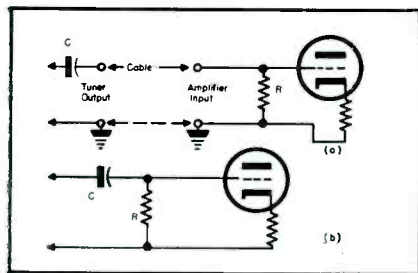 C
Cable
Tuner
Output
Amplifier
Input
R
(a)
C
R
(b)